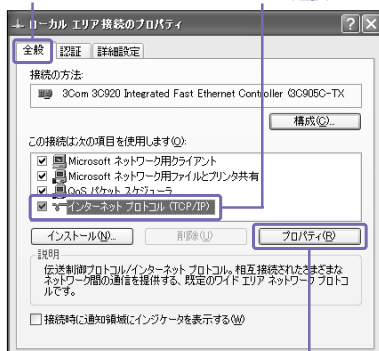 ローカル エリア接続のプロパティ
全般 認証 詳細設定
接続の方法:
3Com 3C920 Integrated Fast Ethernet Controller (3C905C-TX
構成(C)...
この接続は次の項目を使用します(O):
Microsoft ネットワーク用クライアント
Microsoft ネットワーク用ファイルとプリンタ共有
QoS パケット スケジューラ
インターネット プロトコル (TCP/IP)
インストール(N)... 削除(U) プロパティ(R)
説明
伝送制御プロトコル/インターネット プロトコル。相互接続されたさまざまな
ネットワーク間の通信を提供する、既定のワイド エリア ネットワーク プロトコ
ルです。
接続時に通知領域にインジケータを表示する(W)